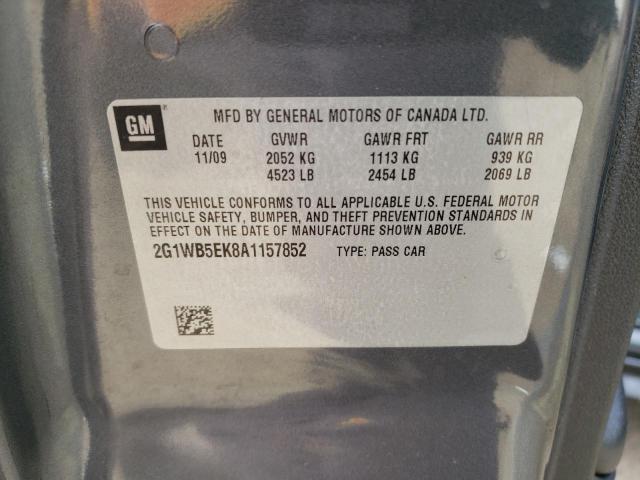 GM
MFD BY GENERAL MOTORS OF CANADA LTD.
DATE GVWR GAWR FRT GAWR RR
11/09 2052 KG 1113 KG 939 KG
4523 LB 2454 LB 2069 LB
THIS VEHICLE CONFORMS TO ALL APPLICABLE U.S. FEDERAL MOTOR
VEHICLE SAFETY, BUMPER, AND THEFT PREVENTION STANDARDS IN
EFFECT ON THE DATE OF MANUFACTURE SHOWN ABOVE.
2G1WB5EK8A1157852 TYPE: PASS CAR